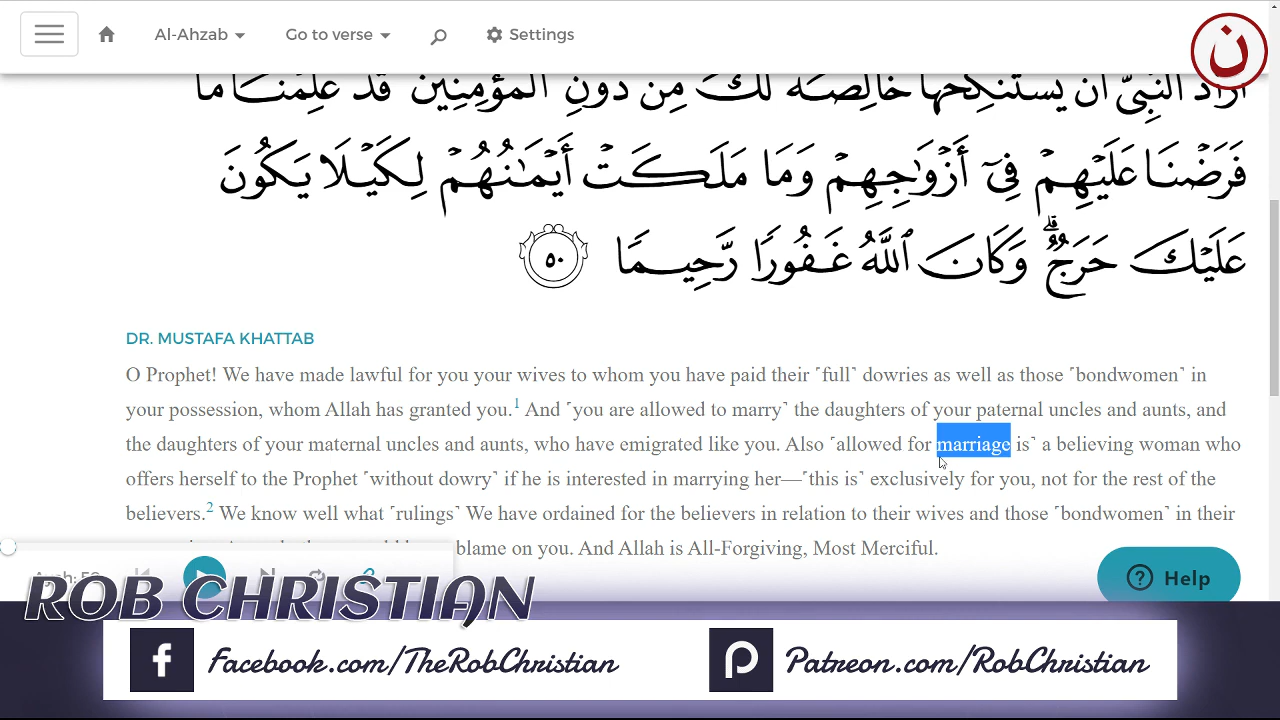 Al-Ahzab
Go to verse
Settings
ن
أَرَادَ ٱلنَّبِىُّ أَن يَسْتَنكِحَهَا خَالِصَةً لَّكَ مِن دُونِ ٱلْمُؤْمِنِينَ ۗ قَدْ عَلِمْنَا مَا
فَرَضْنَا عَلَيْهِمْ فِىٓ أَزْوَٰجِهِمْ وَمَا مَلَكَتْ أَيْمَـٰنُهُمْ لِكَيْلَا يَكُونَ
عَلَيْكَ حَرَجٌ ۗ وَكَانَ ٱللَّهُ غَفُورًا رَّحِيمًا ٥٠
DR. MUSTAFA KHATTAB
O Prophet! We have made lawful for you your wives to whom you have paid their ˹full˺ dowries as well as those ˹bondwomen˺ in
your possession, whom Allah has granted you.1 And ˹you are allowed to marry˺ the daughters of your paternal uncles and aunts, and
the daughters of your maternal uncles and aunts, who have emigrated like you. Also ˹allowed for marriage is˺ a believing woman who
offers herself to the Prophet ˹without dowry˺ if he is interested in marrying her—˹this is˺ exclusively for you, not for the rest of the
believers.2 We know well what ˹rulings˺ We have ordained for the believers in relation to their wives and those ˹bondwomen˺ in their
blame on you. And Allah is All-Forgiving, Most Merciful.
Help
ROB CHRISTIAN
f Facebook.com/TheRobChristian
Patreon.com/RobChristian